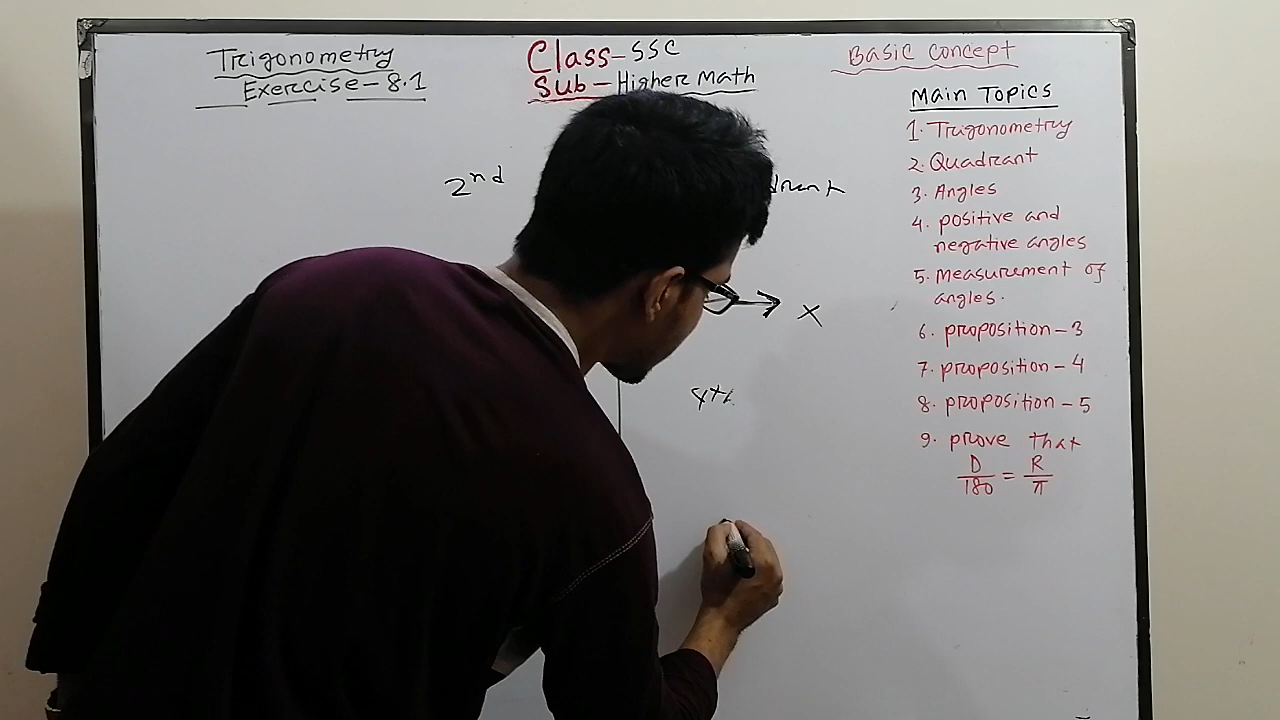 Trigonometry
Exercise-8.1
Class-SSC
Sub-Higher Math
Basic Concept
Main Topics
1. Trigonometry
2. Quadrant
3. Angles
4. positive and
negative angles
5. Measurement of
angles.
6. proposition-3
7. proposition-4
8. proposition-5
9. prove that
D/180 = R/π
2nd
drant
X
4th